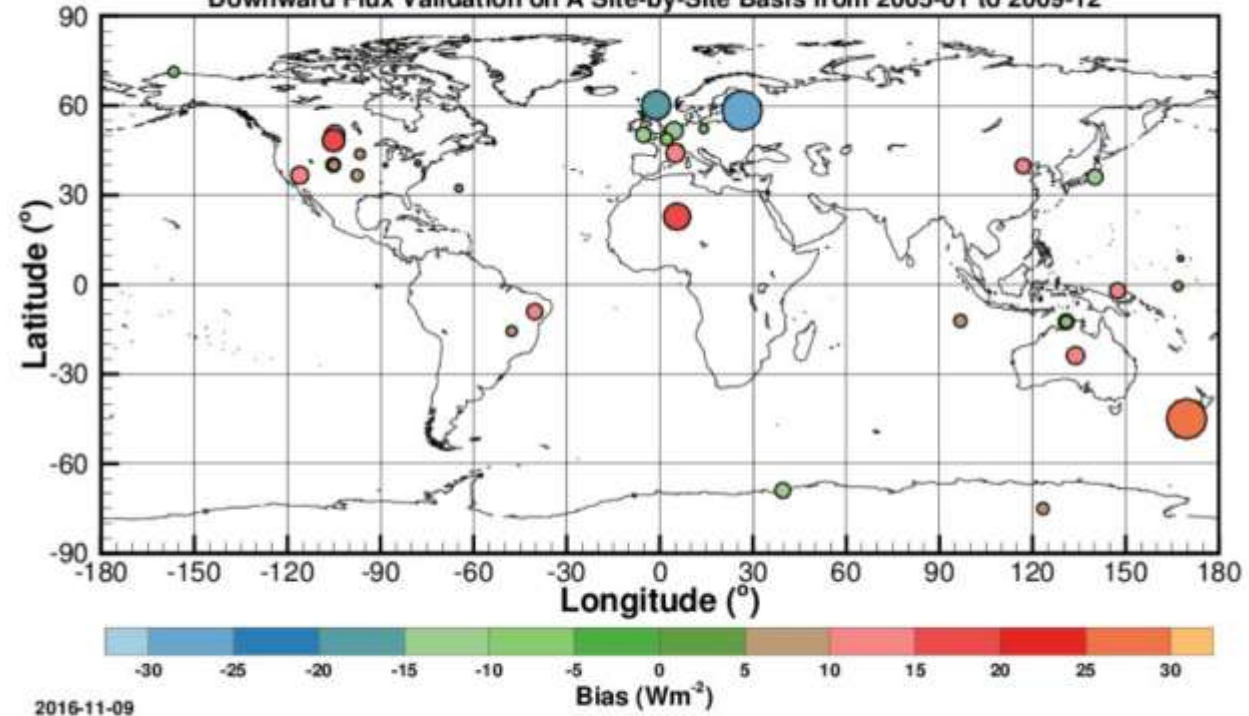 Downward Flux Validation on A Site-by-Site Basis from 2005-01 to 2009-12
90
60
30
0
-30
-60
-90
Latitude (°)
-180 -150 -120 -90 -60 -30 0 30 60 90 120 150 180
Longitude (°)
-30 -25 -20 -15 -10 -5 0 5 10 15 20 25 30
Bias (Wm-2)
2016-11-09